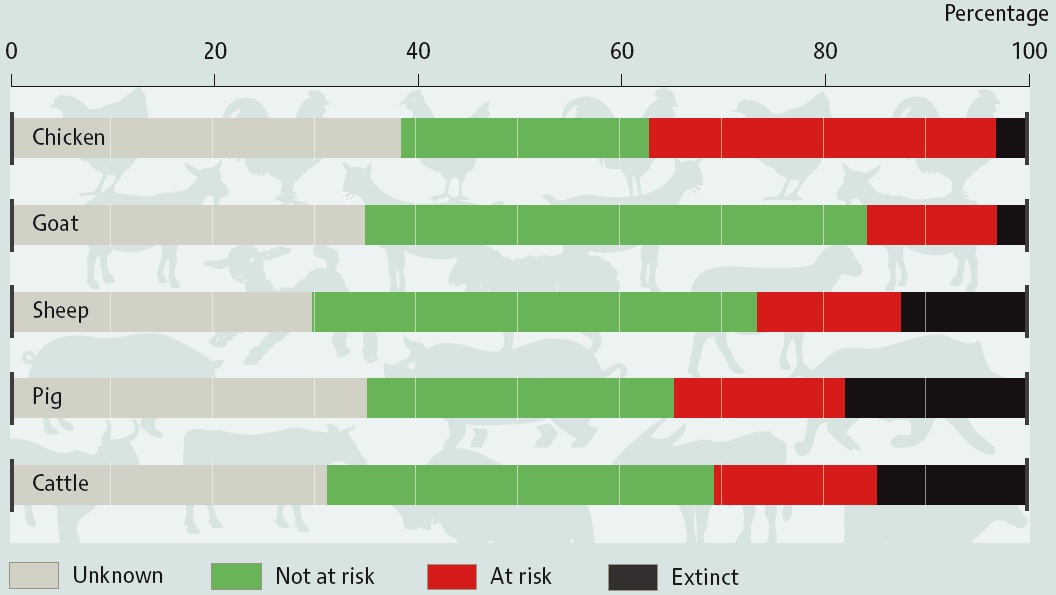 Percentage
0 20 40 60 80 100
Chicken
Goat
Sheep
Pig
Cattle
Unknown Not at risk At risk Extinct